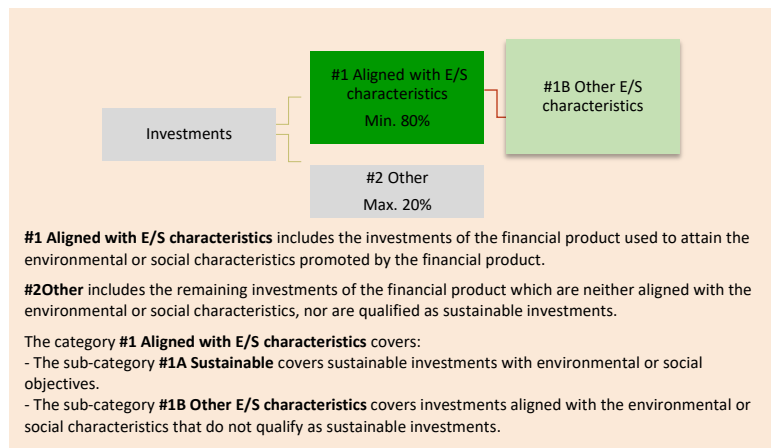 #1 Aligned with E/S
characteristics
Min. 80%
#1B Other E/S
characteristics
Investments
#2 Other
Max. 20%
#1 Aligned with E/S characteristics includes the investments of the financial product used to attain the
environmental or social characteristics promoted by the financial product.
#2Other includes the remaining investments of the financial product which are neither aligned with the
environmental or social characteristics, nor are qualified as sustainable investments.
The category #1 Aligned with E/S characteristics covers:
- The sub-category #1A Sustainable covers sustainable investments with environmental or social
objectives.
- The sub-category #1B Other E/S characteristics covers investments aligned with the environmental or
social characteristics that do not qualify as sustainable investments.